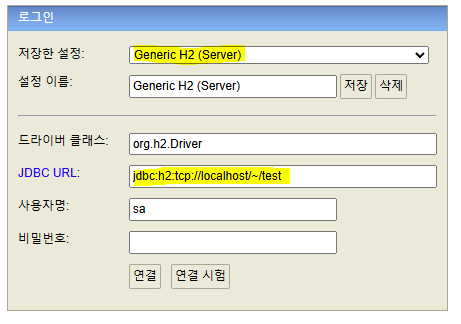 로그인
저장한 설정: Generic H2 (Server)
설정 이름: Generic H2 (Server) 저장 삭제
드라이버 클래스: org.h2.Driver
JDBC URL: jdbc:h2:tcp://localhost/~/test
사용자명: sa
비밀번호:
연결 연결 시험